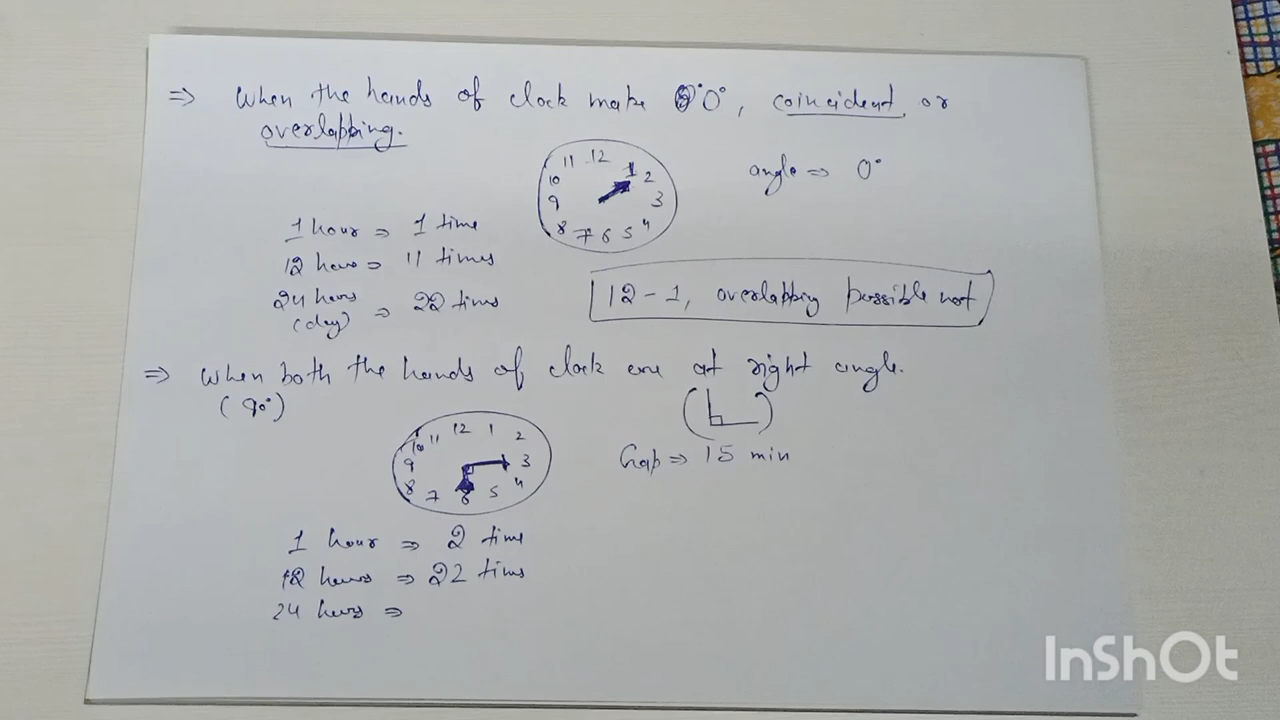 ⇒ When the hands of clock make 0°, coincident or
overlapping.
11 12 1 2 3 4 5 6 7 8 9 10
angle ⇒ 0°
1 hour ⇒ 1 time
12 hours ⇒ 11 times
24 hours ⇒ 22 times
(day)
12-1, overlapping possible not
⇒ When both the hands of clock are at right angle.
(90°)
10 11 12 1 2 3 4 5 6 7 8 9
Gap ⇒ 15 min
1 hour ⇒ 2 time
12 hours ⇒ 22 times
24 hours ⇒
InShOt